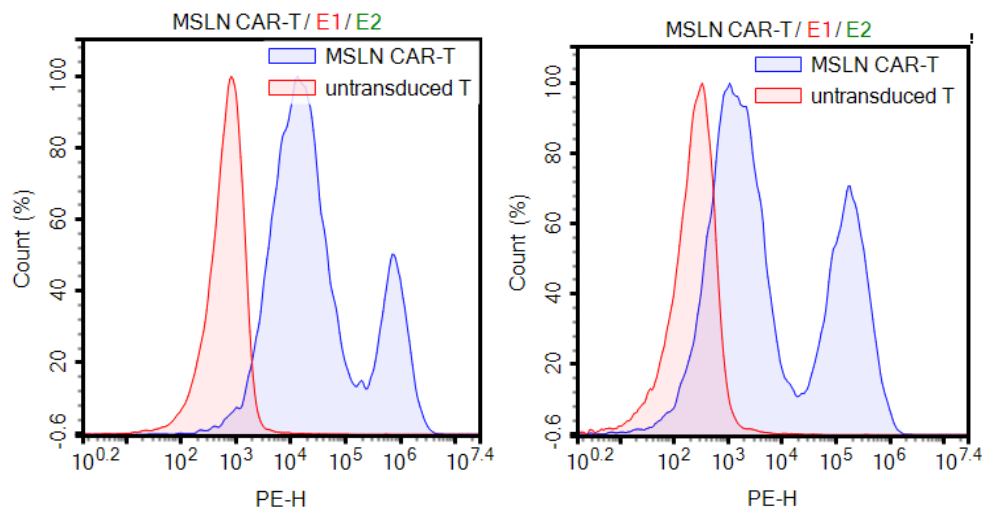 MSLN CAR-T/ E1/ E2
MSLN CAR-T
untransduced T
Count (%)
100
80
60
40
20
-0.6
10^0.2 10^2 10^3 10^4 10^5 10^6 10^7.4
PE-H
MSLN CAR-T/ E1/ E2
MSLN CAR-T
untransduced T
Count (%)
100
80
60
40
20
-0.6
10^0.2 10^2 10^3 10^4 10^5 10^6 10^7.4
PE-H